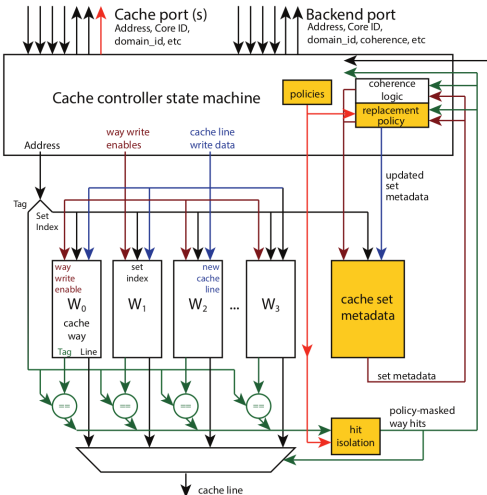 Cache port (s)
Address, Core ID,
domain_id, etc
Backend port
Address, Core ID,
domain_id, coherence, etc
Cache controller state machine
policies
coherence
logic
replacement
policy
Address
way write
enables
cache line
write data
updated
set
metadata
Tag
Set
Index
way
write
enable
W0
cache
way
Tag Line
set
index
W1
new
cache
line
W2
...
W3
cache set
metadata
set metadata
==
==
==
==
hit
isolation
policy-masked
way hits
cache line